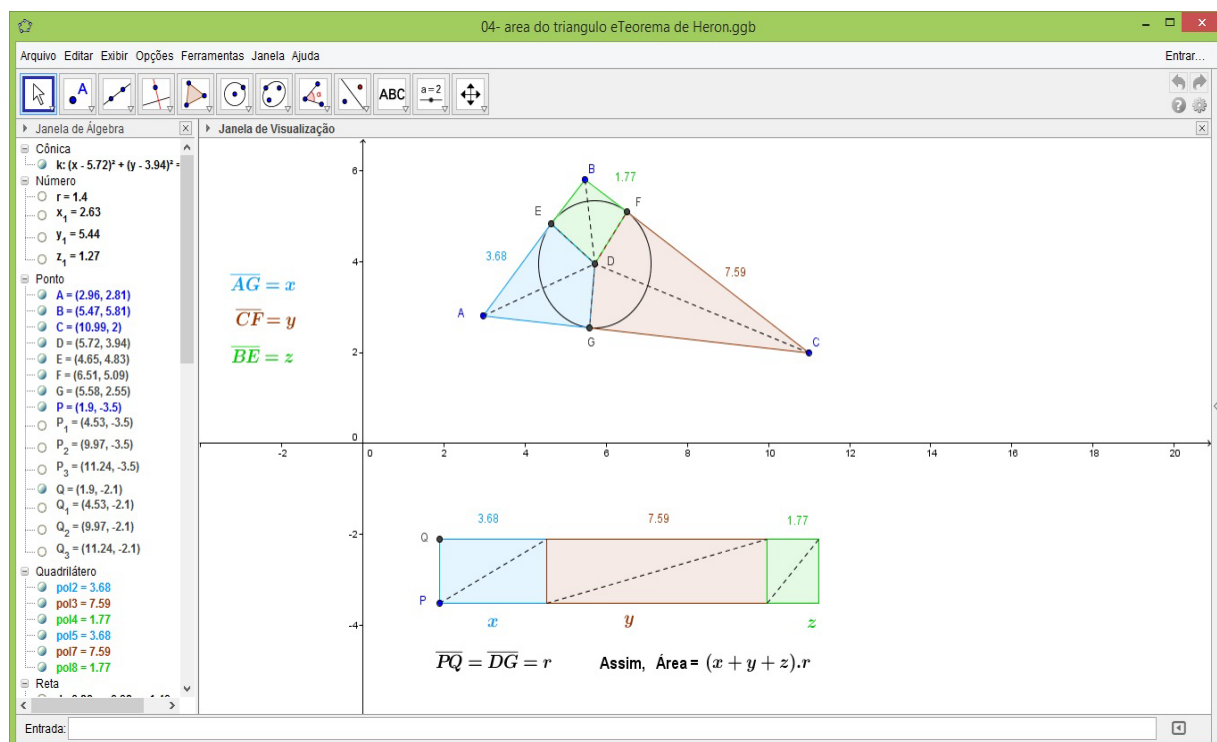 04- area do triangulo eTeorema de Heron.ggb
Arquivo Editar Exibir Opções Ferramentas Janela Ajuda
Entrar...
A
α
ABC
a=2
Janela de Álgebra
Janela de Visualização
Cônica
k: (x - 5.72)² + (y - 3.94)² =
Número
r = 1.4
x₁ = 2.63
y₁ = 5.44
z₁ = 1.27
Ponto
A = (2.96, 2.81)
B = (5.47, 5.81)
C = (10.99, 2)
D = (5.72, 3.94)
E = (4.65, 4.83)
F = (6.51, 5.09)
G = (5.58, 2.55)
P = (1.9, -3.5)
P₁ = (4.53, -3.5)
P₂ = (9.97, -3.5)
P₃ = (11.24, -3.5)
Q = (1.9, -2.1)
Q₁ = (4.53, -2.1)
Q₂ = (9.97, -2.1)
Q₃ = (11.24, -2.1)
Quadrilátero
pol2 = 3.68
pol3 = 7.59
pol4 = 1.77
pol5 = 3.68
pol7 = 7.59
pol8 = 1.77
Reta
6
4
2
0
-2
-4
-2 0 2 4 6 8 10 12 14 16 18 20
B
1.77
E
F
3.68
D
7.59
A
G
C
A̅G̅ = x
C̅F̅ = y
B̅E̅ = z
3.68 7.59 1.77
Q
P
x y z
P̅Q̅ = D̅G̅ = r
Assim, Área = (x + y + z).r
Entrada: